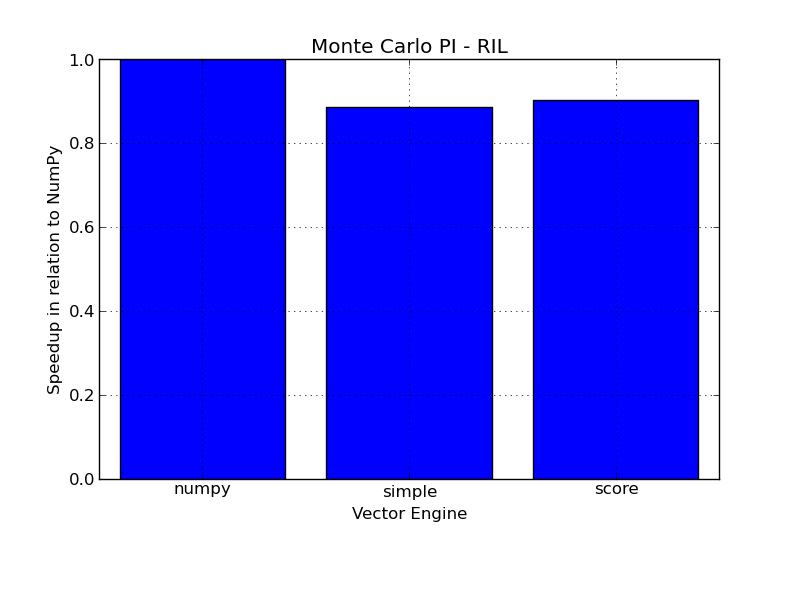 Monte Carlo PI - RIL
Speedup in relation to NumPy
1.0
0.8
0.6
0.4
0.2
0.0
numpy
simple
score
Vector Engine